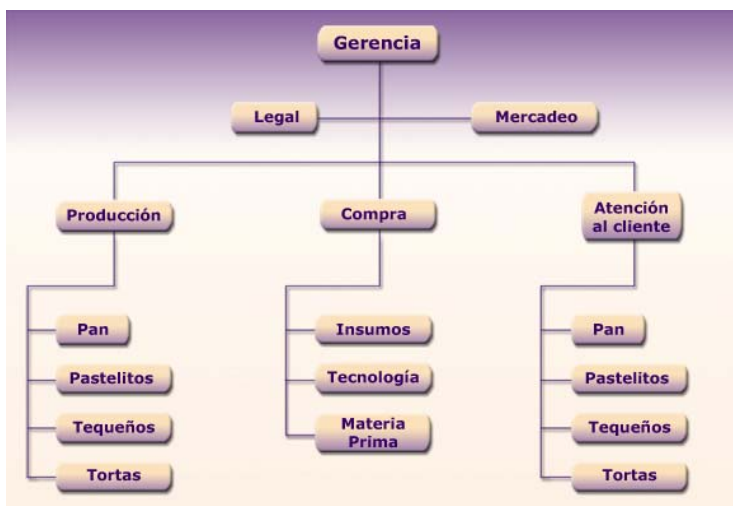 Gerencia
Legal
Mercadeo
Producción
Compra
Atención
al cliente
Pan
Pastelitos
Tequeños
Tortas
Insumos
Tecnología
Materia
Prima
Pan
Pastelitos
Tequeños
Tortas